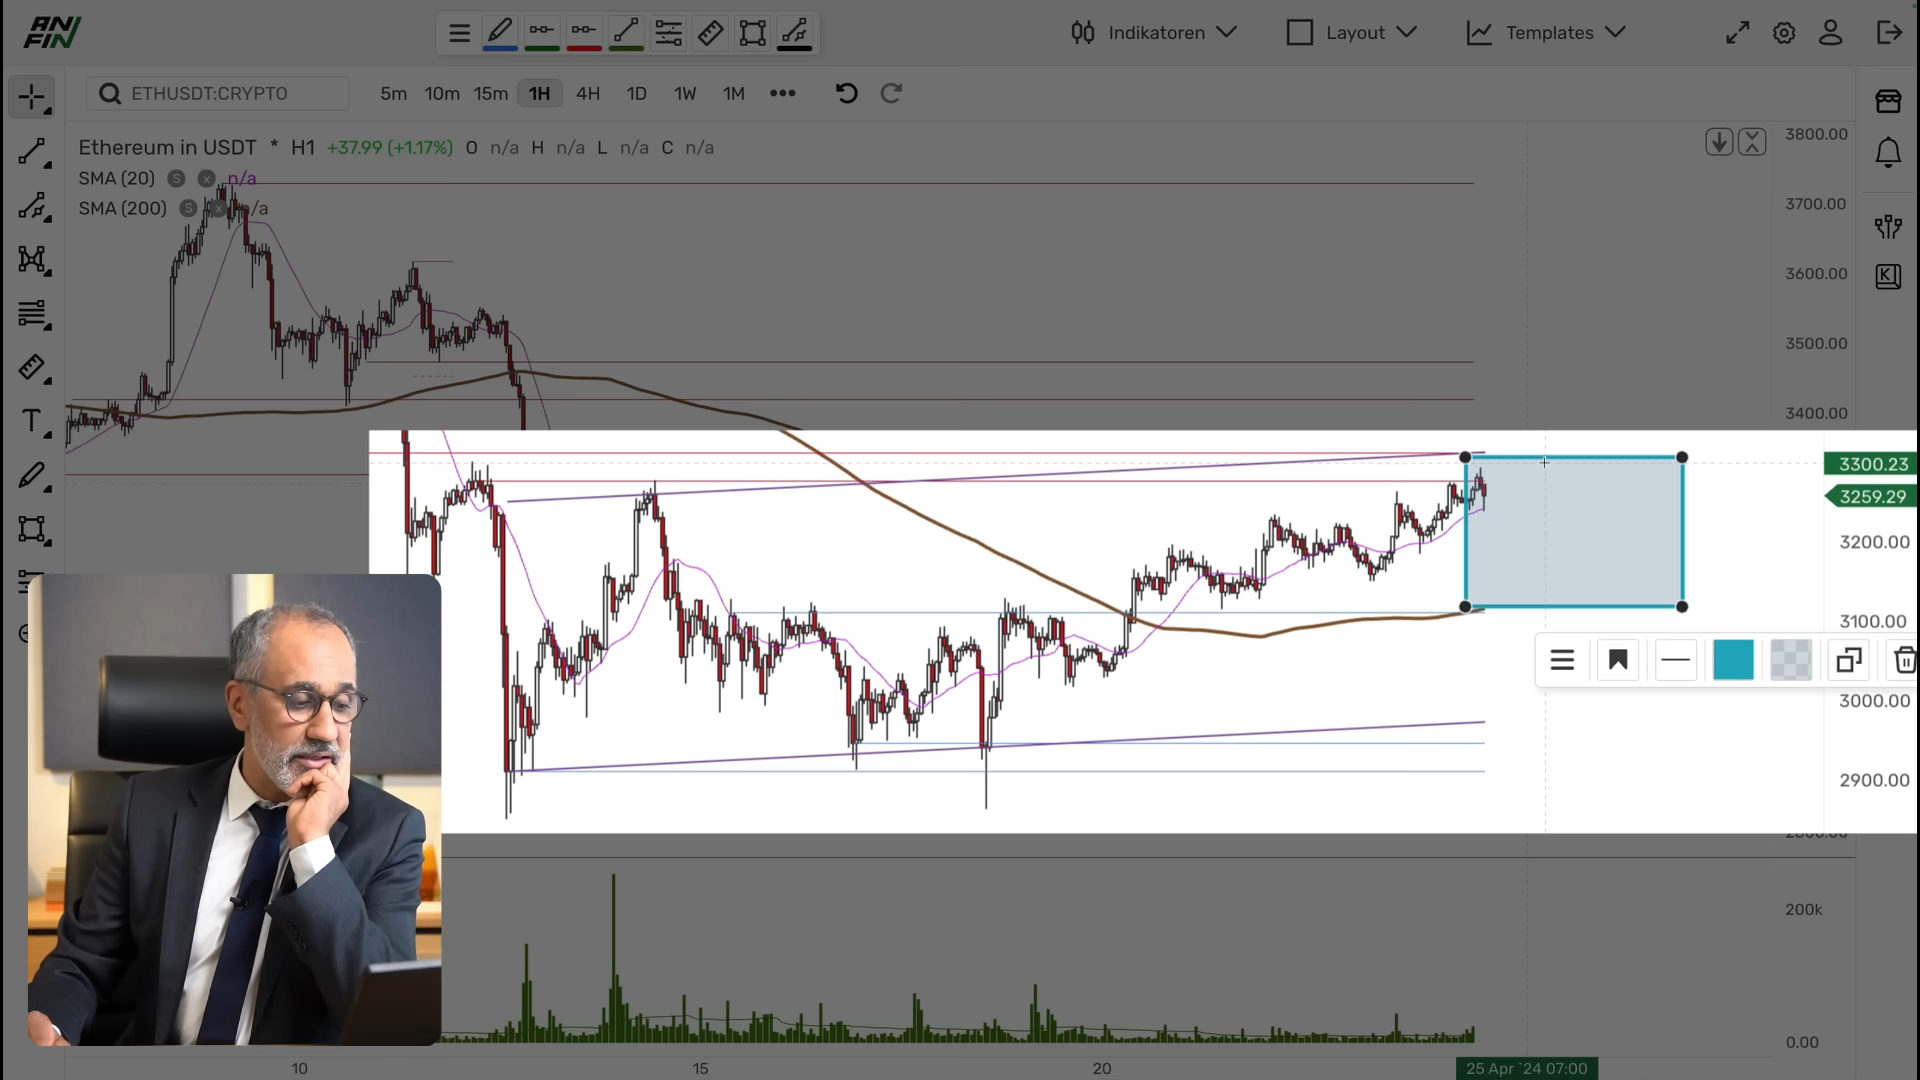 ANFIN
Indikatoren
Layout
Templates
ETHUSDT:CRYPTO
5m 10m 15m 1H 4H 1D 1W 1M •••
Ethereum in USDT * H1 +37.99 (+1.17%) O n/a H n/a L n/a C n/a
SMA (20) S x n/a
SMA (200) S x /a
3800.00
3700.00
3600.00
3500.00
3400.00
3300.23
3259.29
3200.00
3100.00
3000.00
2900.00
200k
0.00
10
15
20
25 Apr `24 07:00
T
K